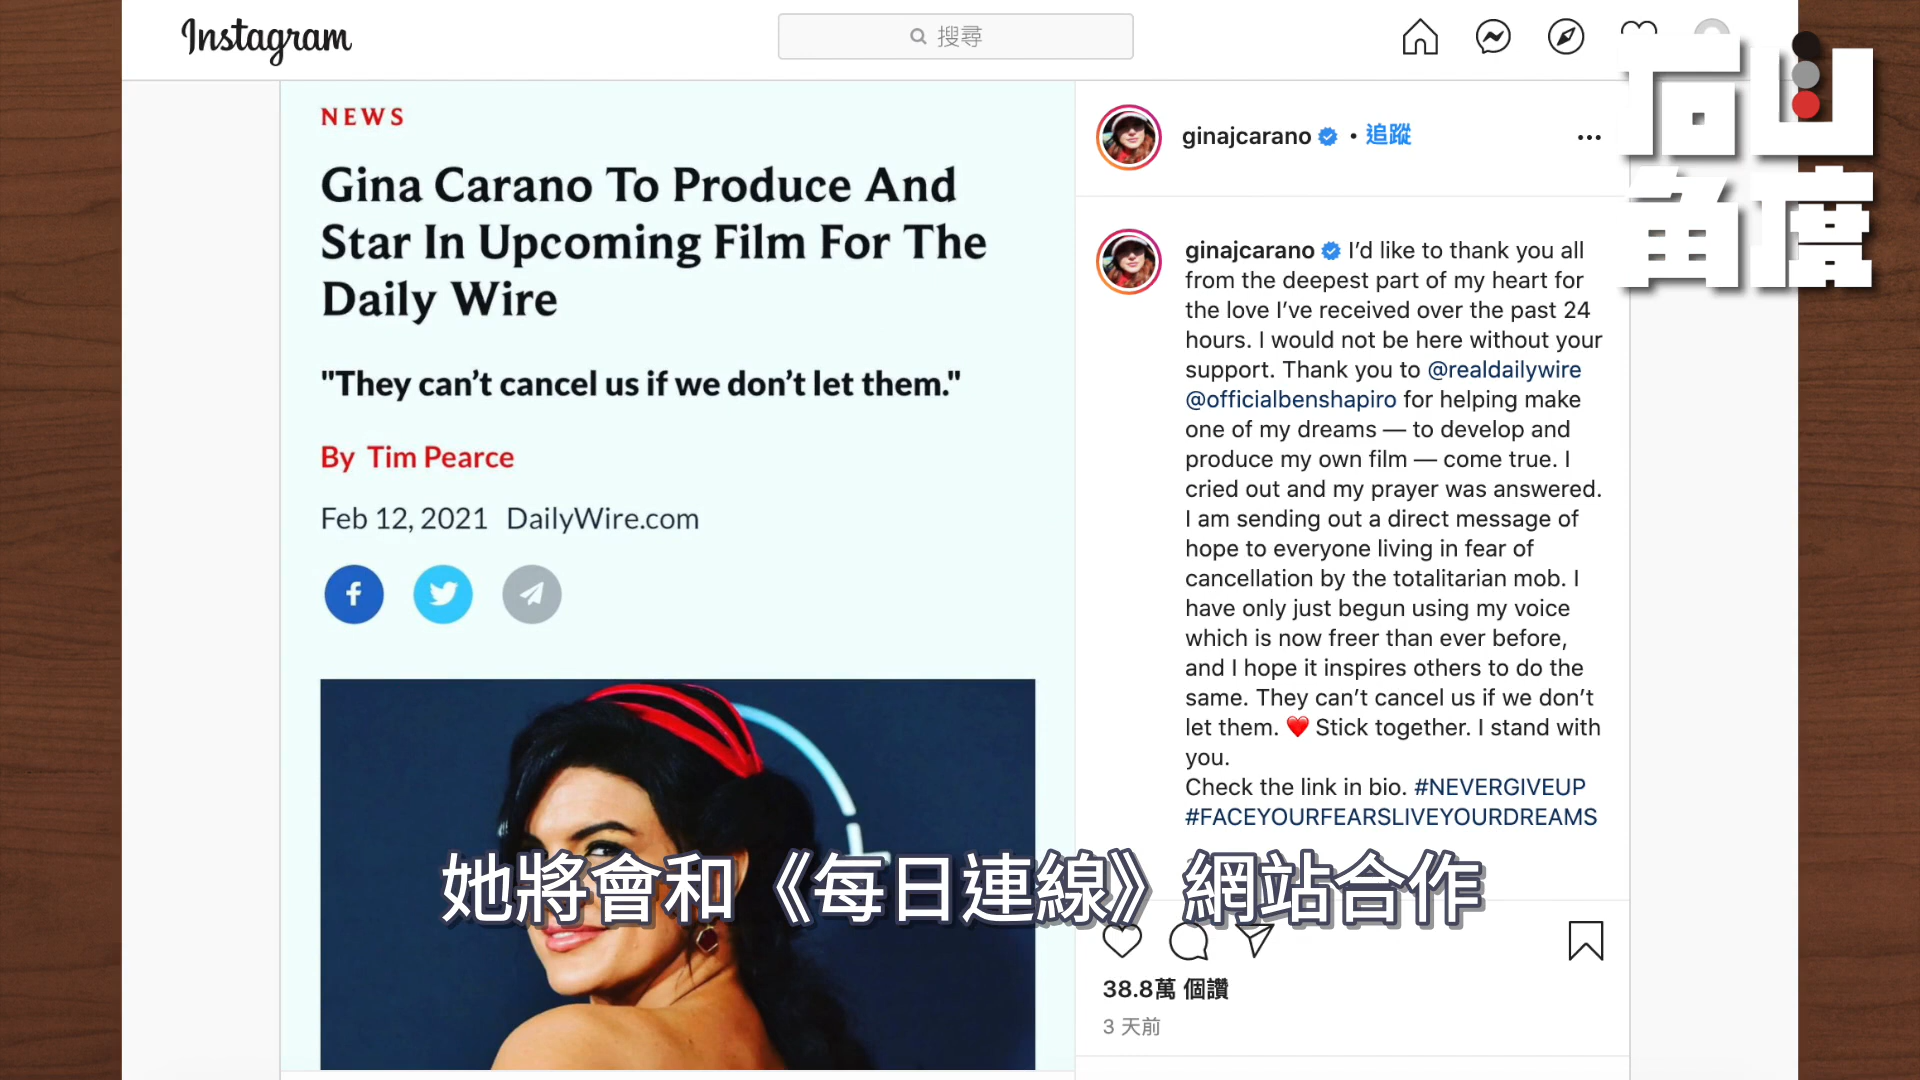 Instagram
搜尋
NEWS
Gina Carano To Produce And
Star In Upcoming Film For The
Daily Wire
"They can’t cancel us if we don’t let them."
By Tim Pearce
Feb 12, 2021 DailyWire.com
ginajcarano • 追蹤
ginajcarano I’d like to thank you all
from the deepest part of my heart for
the love I’ve received over the past 24
hours. I would not be here without your
support. Thank you to @realdailywire
@officialbenshapiro for helping make
one of my dreams — to develop and
produce my own film — come true. I
cried out and my prayer was answered.
I am sending out a direct message of
hope to everyone living in fear of
cancellation by the totalitarian mob. I
have only just begun using my voice
which is now freer than ever before,
and I hope it inspires others to do the
same. They can’t cancel us if we don’t
let them. ❤️ Stick together. I stand with
you.
Check the link in bio. #NEVERGIVEUP
#FACEYOURFEARSLIVEYOURDREAMS
她將會和《每日連線》網站合作
38.8萬 個讚
3 天前
角度